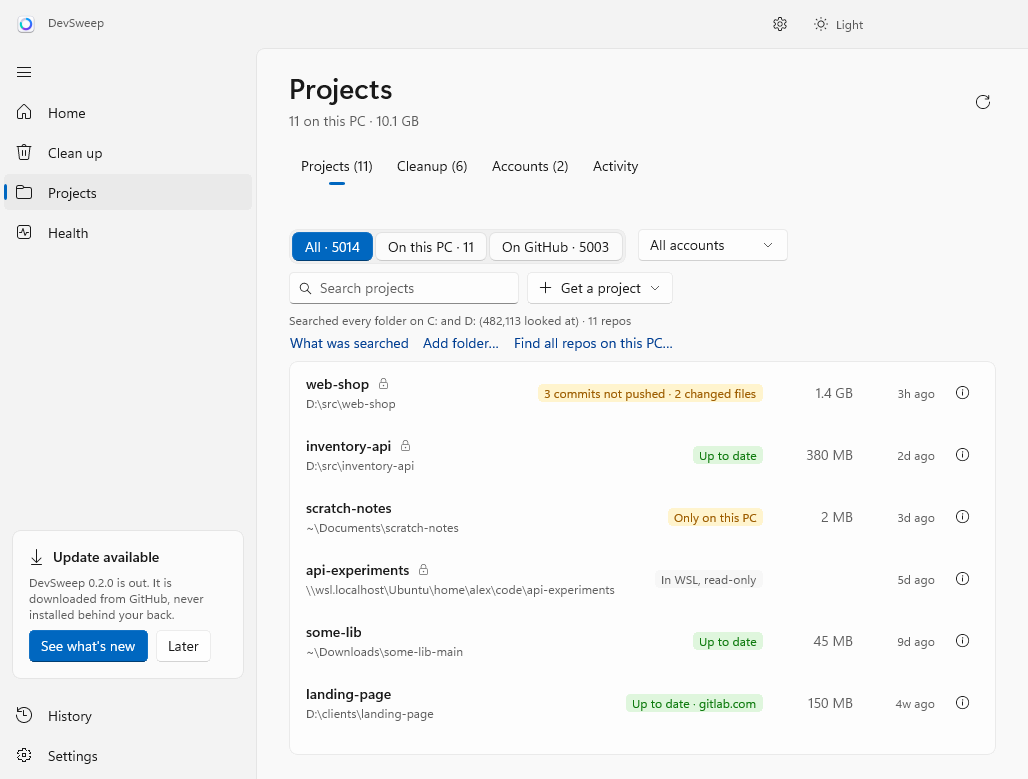 DevSweep
Light
Home
Clean up
Projects
Health
Update available
DevSweep 0.2.0 is out. It is
downloaded from GitHub, never
installed behind your back.
See what's new
Later
History
Settings
Projects
11 on this PC · 10.1 GB
Projects (11)
Cleanup (6)
Accounts (2)
Activity
All · 5014
On this PC · 11
On GitHub · 5003
All accounts
Search projects
Get a project
Searched every folder on C: and D: (482,113 looked at) · 11 repos
What was searched
Add folder...
Find all repos on this PC...
web-shop
D:\src\web-shop
3 commits not pushed · 2 changed files
1.4 GB
3h ago
inventory-api
D:\src\inventory-api
Up to date
380 MB
2d ago
scratch-notes
~\Documents\scratch-notes
Only on this PC
2 MB
3d ago
api-experiments
\\wsl.localhost\Ubuntu\home\alex\code\api-experiments
In WSL, read-only
5d ago
some-lib
~\Downloads\some-lib-main
Up to date
45 MB
9d ago
landing-page
D:\clients\landing-page
Up to date · gitlab.com
150 MB
4w ago